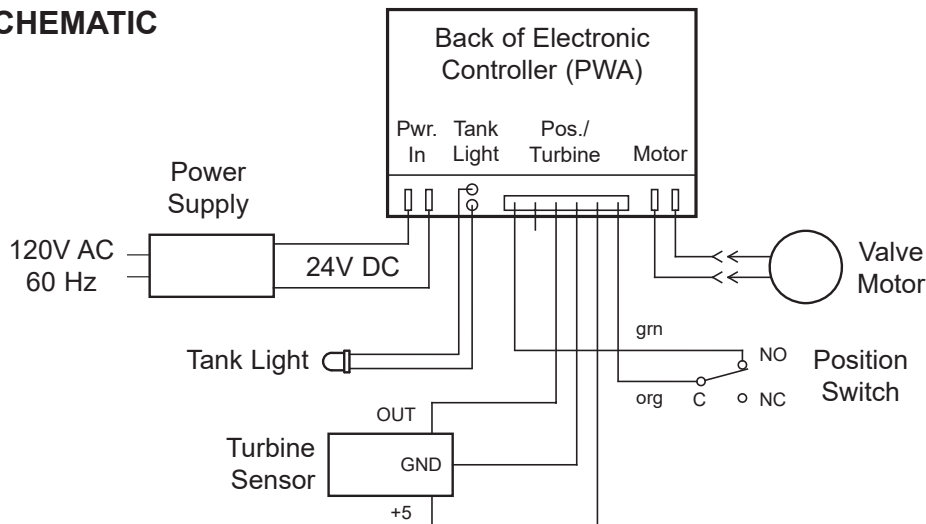 CHEMATIC
Back of Electronic
Controller (PWA)
Pwr.
In
Tank
Light
Pos./
Turbine
Motor
Power
Supply
120V AC
60 Hz
24V DC
Valve
Motor
Tank Light
grn
NO
org
C
NC
Position
Switch
OUT
Turbine
Sensor
GND
+5